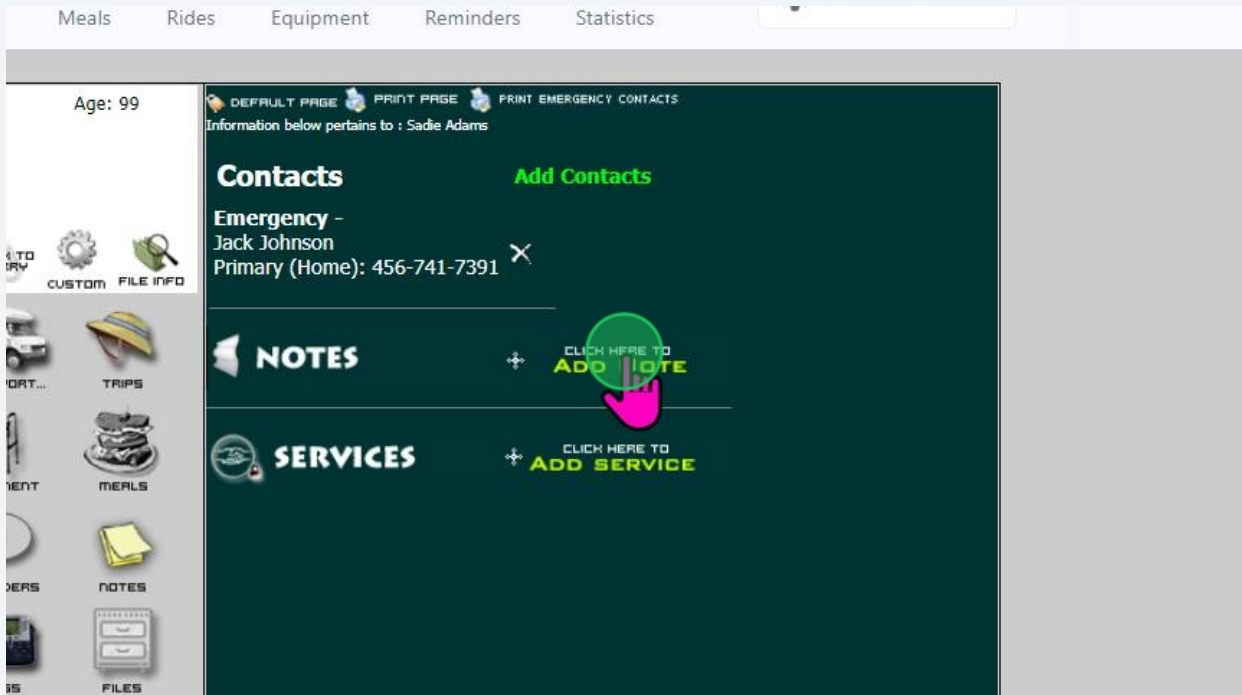 Meals Rides Equipment Reminders Statistics
Age: 99
DEFAULT PAGE PRINT PAGE PRINT EMERGENCY CONTACTS
Information below pertains to : Sadie Adams
Contacts Add Contacts
Emergency -
Jack Johnson
Primary (Home): 456-741-7391
CUSTOM FILE INFO
NOTES CLICK HERE TO
ADD NOTE
TRIPS
SERVICES CLICK HERE TO
ADD SERVICE
MEALS
NOTES
FILES